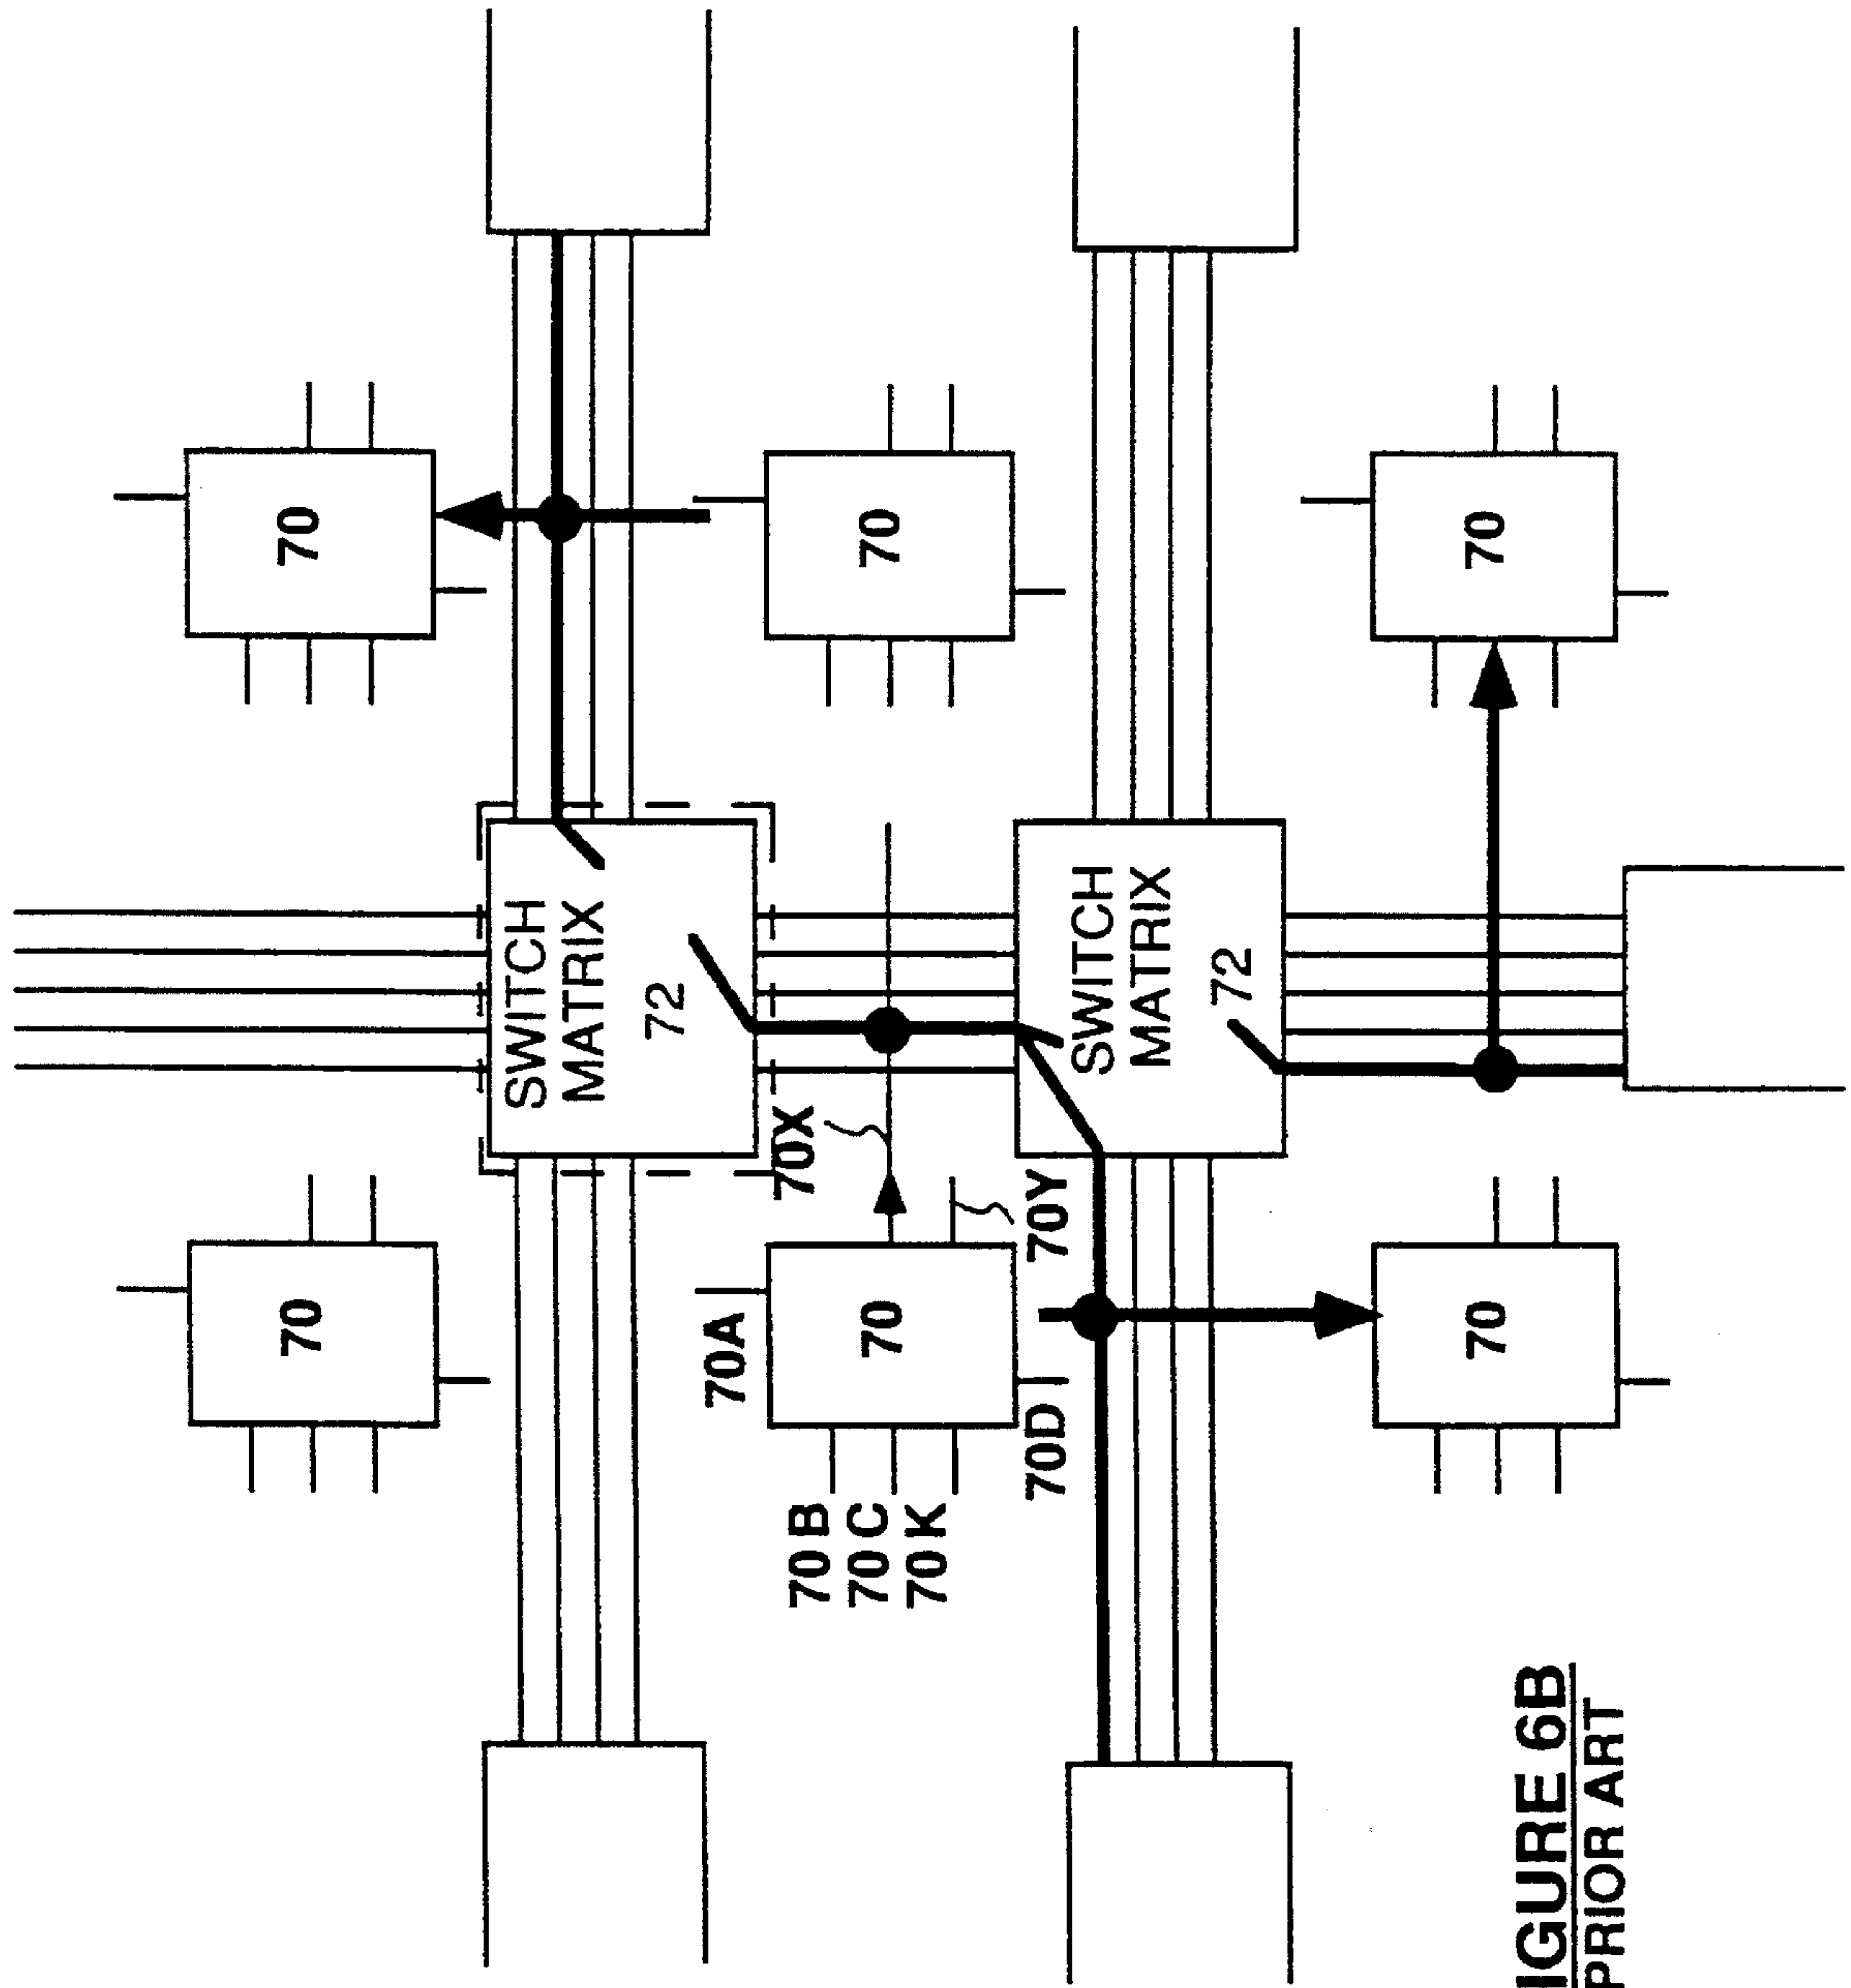 70
70
SWITCH
MATRIX
72
70A
70X
70B
70C
70K
70
70
70D
70Y
SWITCH
MATRIX
72
70
70
IGURE 6B
PRIOR ART